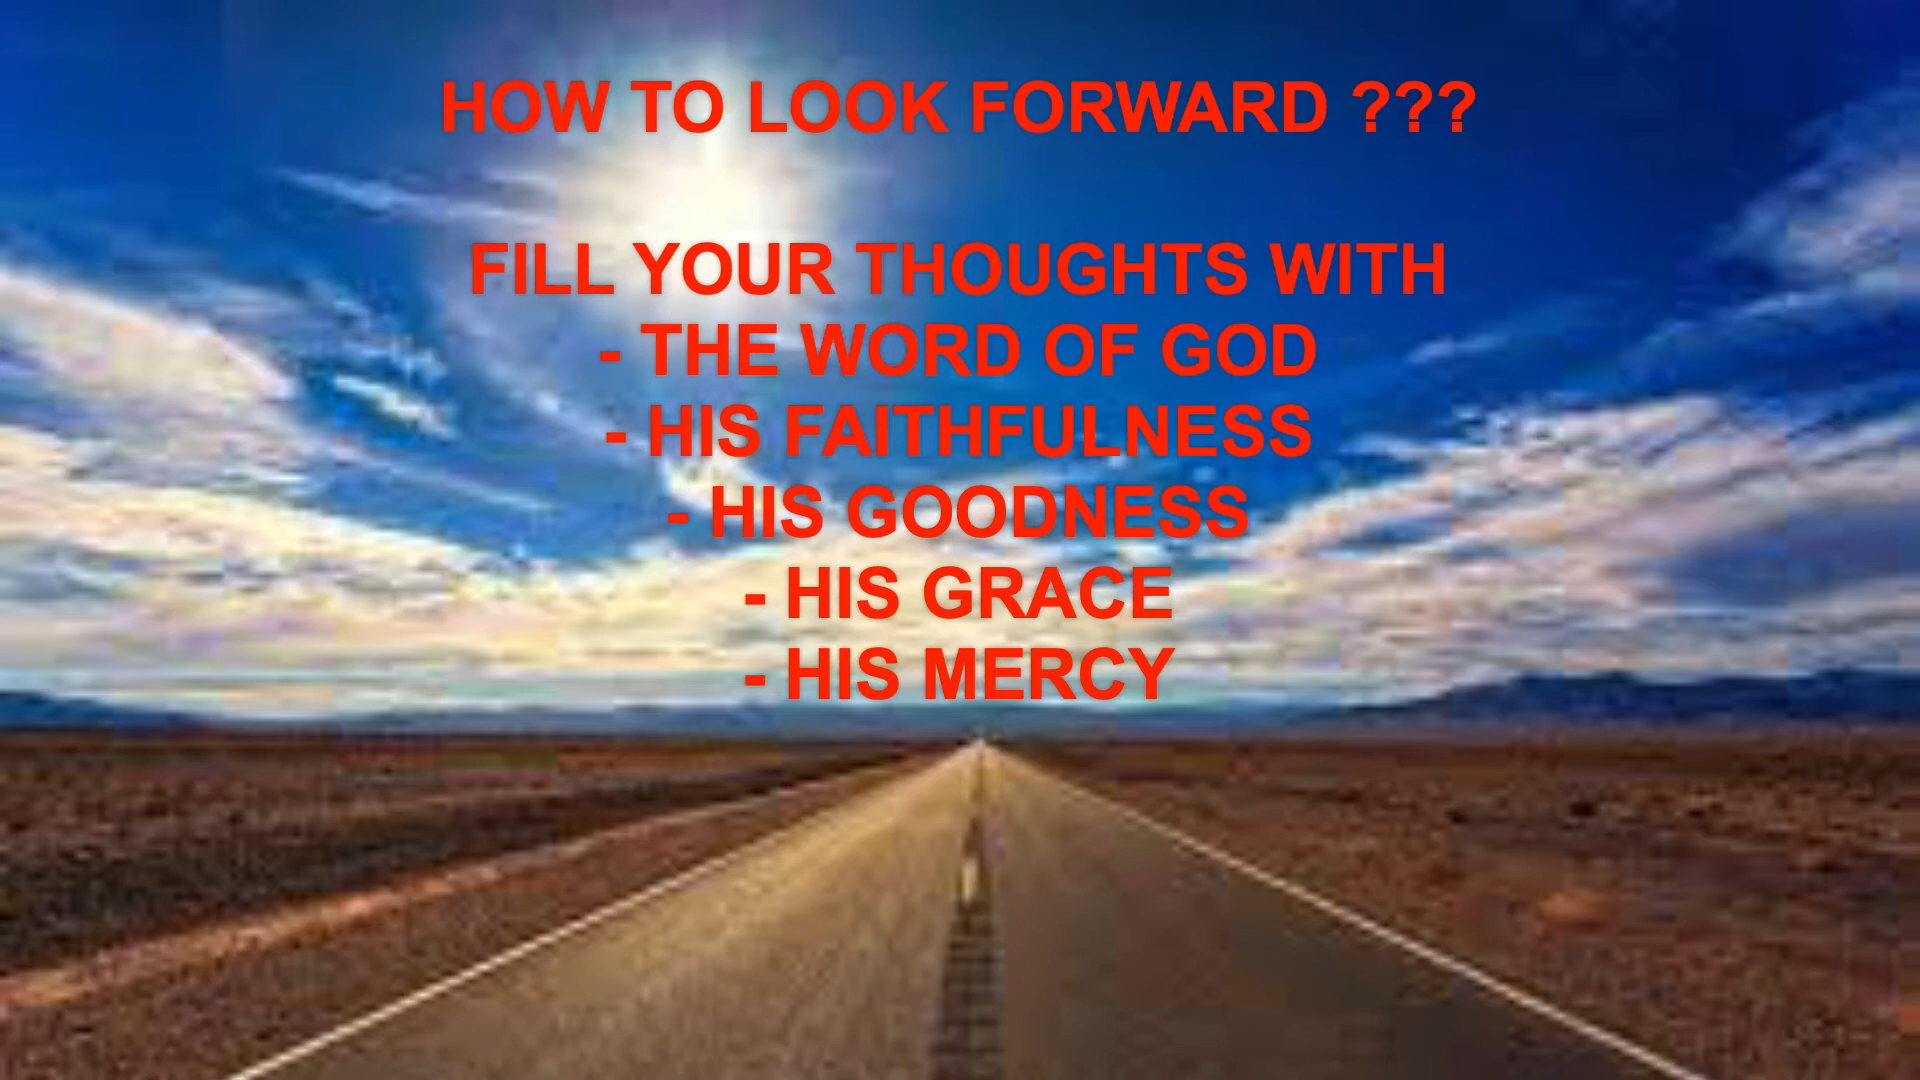 HOW TO LOOK FORWARD ???
FILL YOUR THOUGHTS WITH
- THE WORD OF GOD
- HIS FAITHFULNESS
- HIS GOODNESS
- HIS GRACE
- HIS MERCY